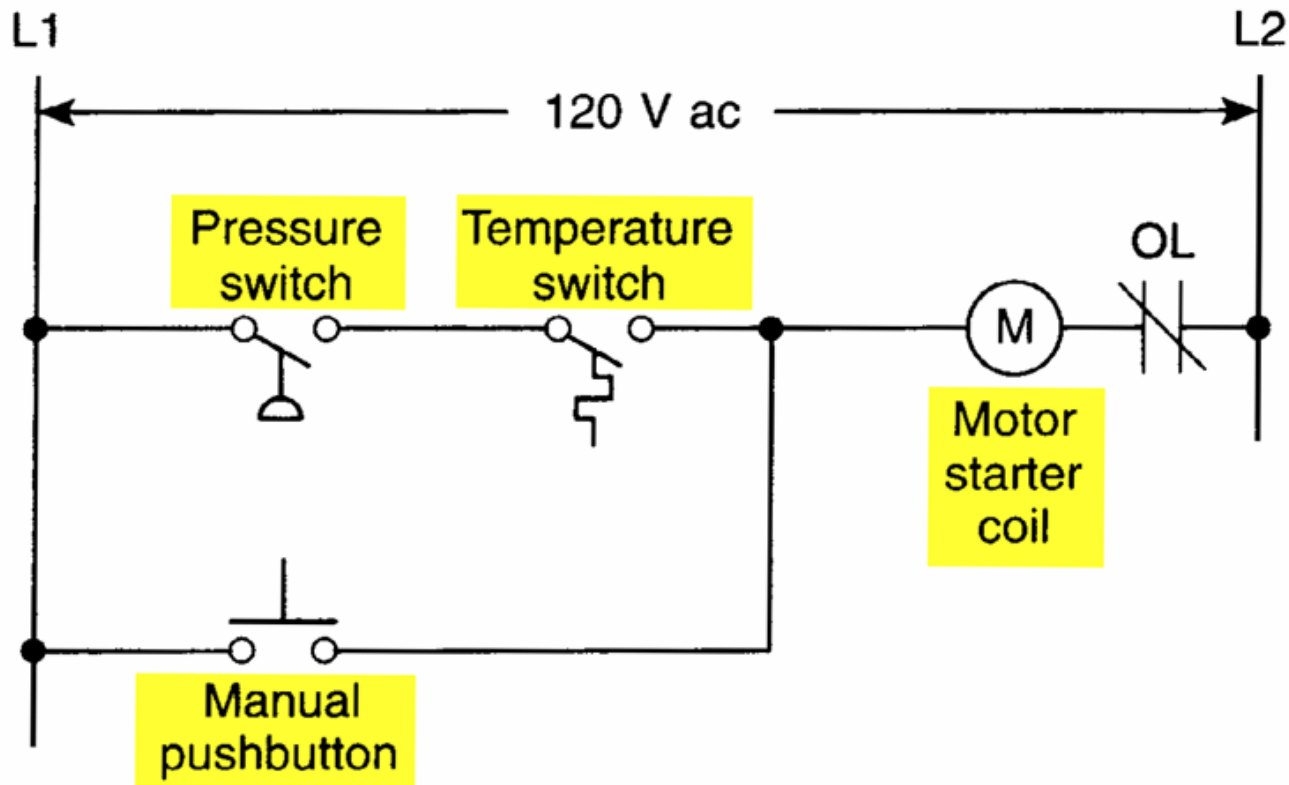 L1
L2
120 V ac
Pressure
switch
Temperature
switch
OL
M
Motor
starter
coil
Manual
pushbutton